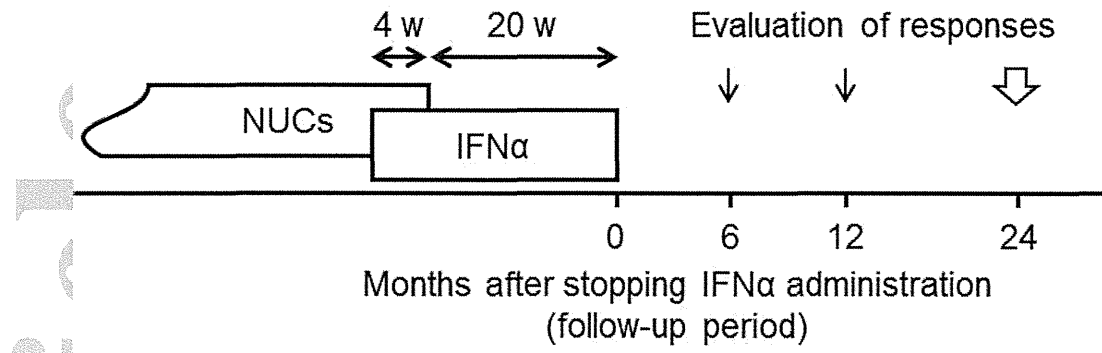 4 w 20 w Evaluation of responses
NUCs
IFNα
0 6 12 24
Months after stopping IFNα administration
(follow-up period)